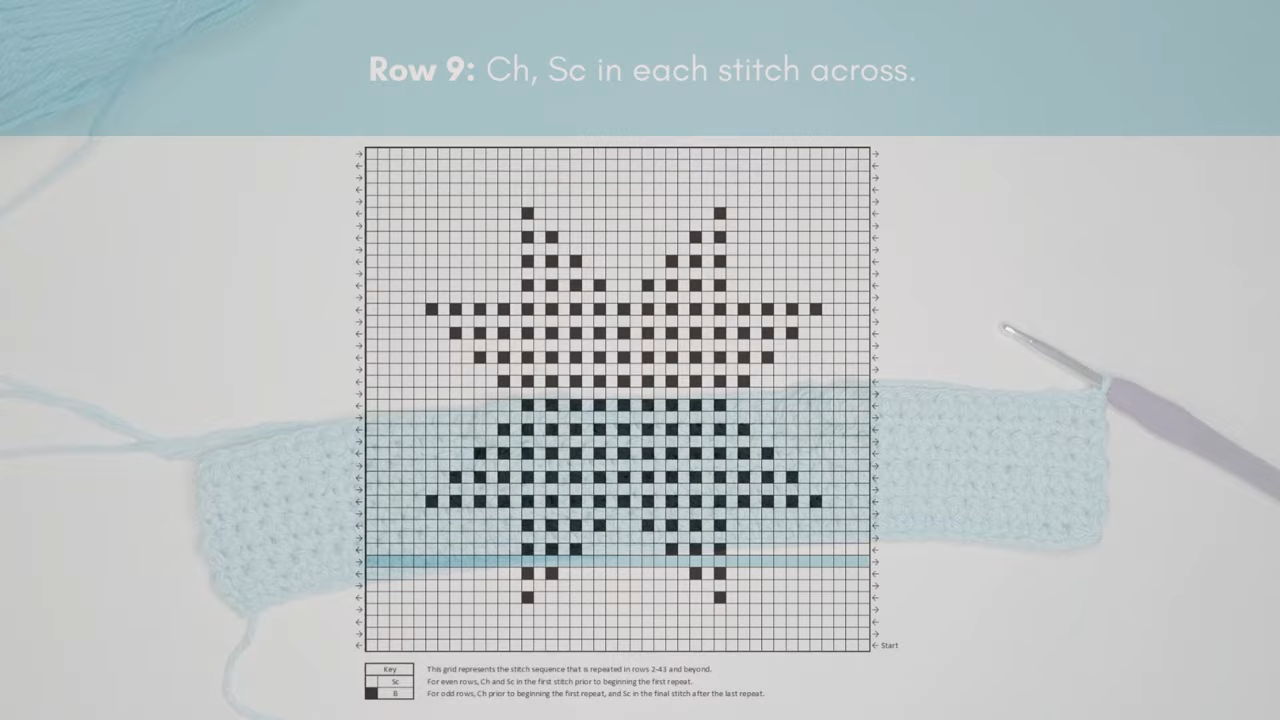 Row 9: Ch, Sc in each stitch across.
Start
Key
This grid represents the stitch sequence that is repeated in rows 2-43 and beyond.
Sc
For even rows, Ch and Sc in the first stitch prior to beginning the first repeat.
B
For odd rows, Ch prior to beginning the first repeat, and Sc in the final stitch after the last repeat.